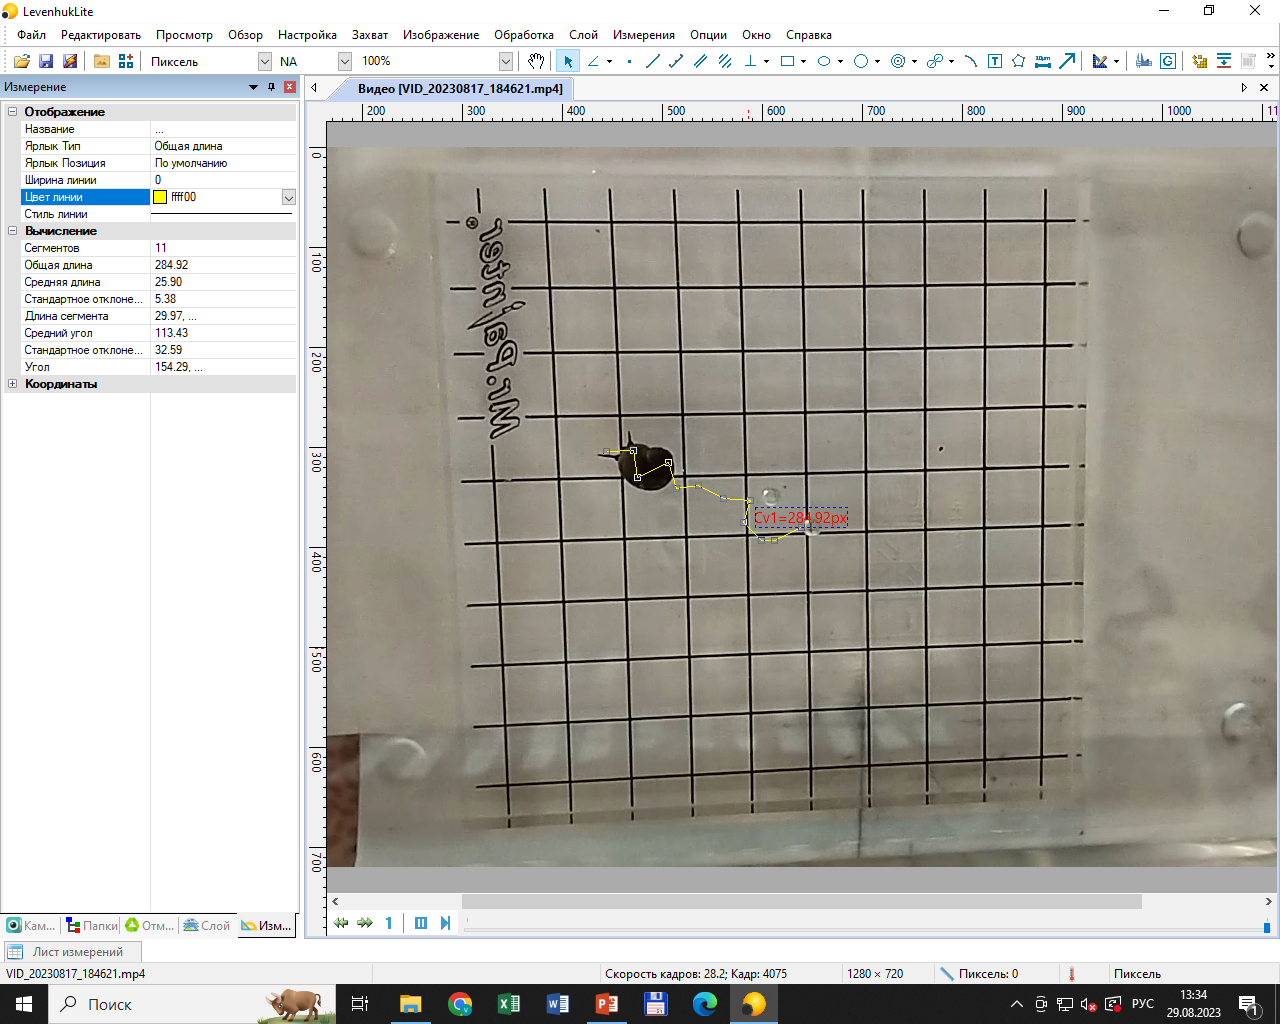 LevenhukLite
Файл Редактировать Просмотр Обзор Настройка Захват Изображение Обработка Слой Измерения Опции Окно Справка
Пиксель NA 100%
Измерение
Видео [VID_20230817_184621.mp4]
Отображение
Название ...
Ярлык Тип Общая длина
Ярлык Позиция По умолчанию
Ширина линии 0
Цвет линии ffff00
Стиль линии
Вычисление
Сегментов 11
Общая длина 284.92
Средняя длина 25.90
Стандартное отклоне... 5.38
Длина сегмента 29.97, ...
Средний угол 113.43
Стандартное отклоне... 32.59
Угол 154.29, ...
Координаты
200 300 400 500 600 700 800 900 1000 11
0
100
200
300
400
500
600
700
Mr.Painter®
Cv1=284.92px
Кам... Папки Отм... Слой Изм...
1
Лист измерений
VID_20230817_184621.mp4 Скорость кадров: 28.2; Кадр: 4075 1280 × 720 Пиксель: 0 Пиксель
Поиск
РУС
13:34
29.08.2023
1